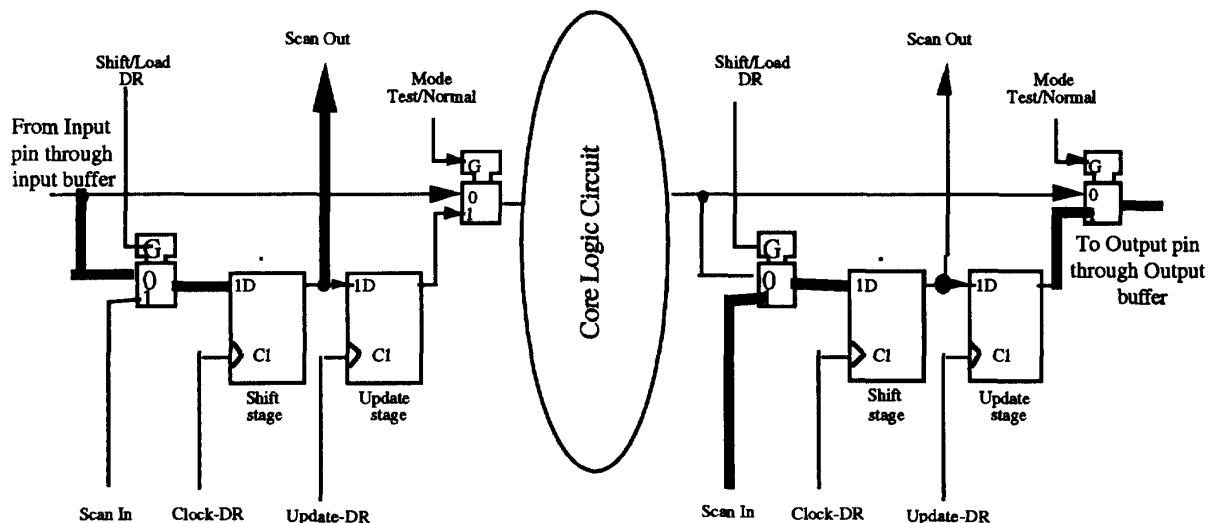 Scan Out
Shift/Load
DR
Mode
Test/Normal
From Input
pin through
input buffer
G
0
1
G
0
1D
C1
Shift
stage
1D
C1
Update
stage
Scan In
Clock-DR
Update-DR
Core Logic Circuit
Scan Out
Shift/Load
DR
Mode
Test/Normal
G
0
G
0
1D
C1
Shift
stage
1D
C1
Update
stage
To Output pin
through Output
buffer
Scan In
Clock-DR
Update-DR